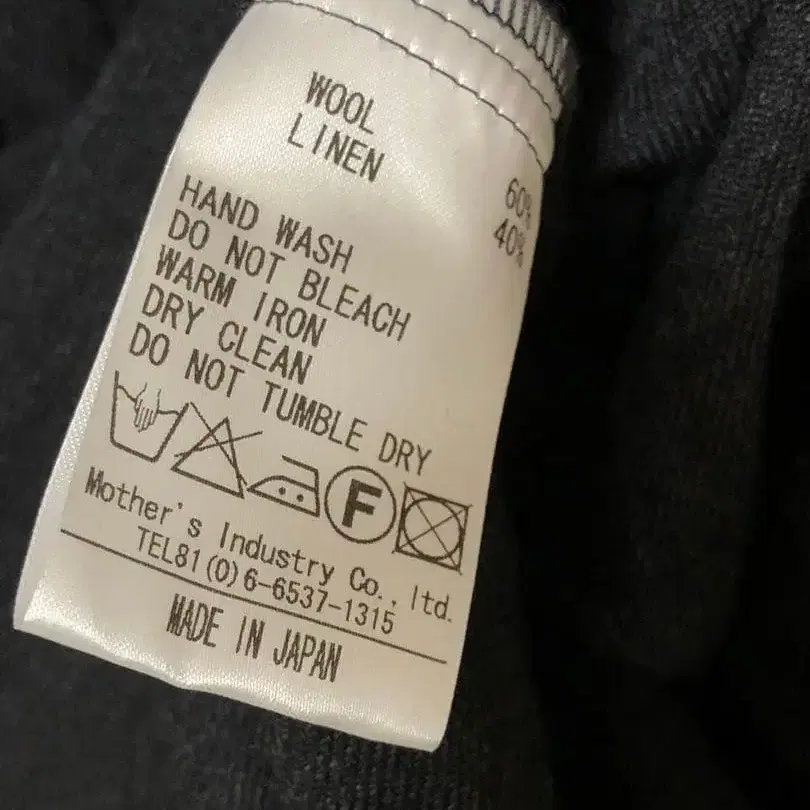 WOOL 60%
LINEN 40%
HAND WASH
DO NOT BLEACH
WARM IRON
DRY CLEAN
DO NOT TUMBLE DRY
F
Mother's Industry Co., ltd.
TEL81(0)6-6537-1315
MADE IN JAPAN